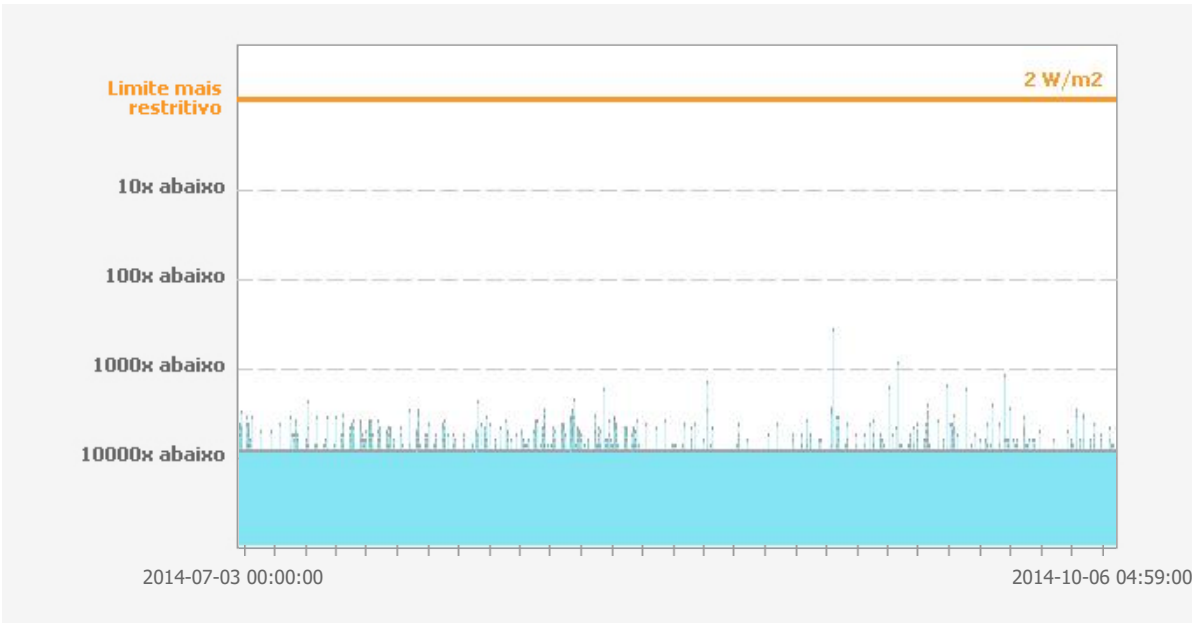 2 W/m2
Limite mais
restritivo
10x abaixo
100x abaixo
1000x abaixo
10000x abaixo
2014-07-03 00:00:00
2014-10-06 04:59:00